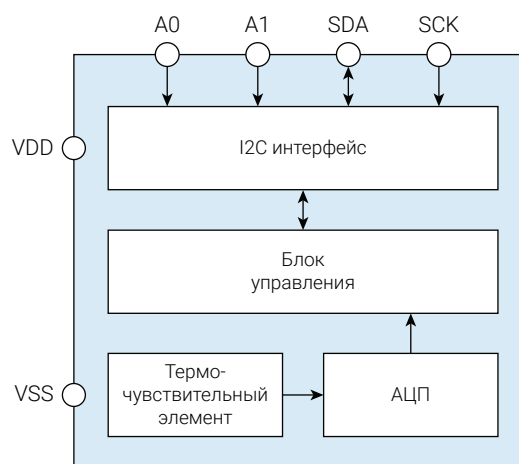 A0 A1 SDA SCK
VDD
I2C интерфейс
Блок
управления
VSS
Термо-
чувствительный
элемент
АЦП